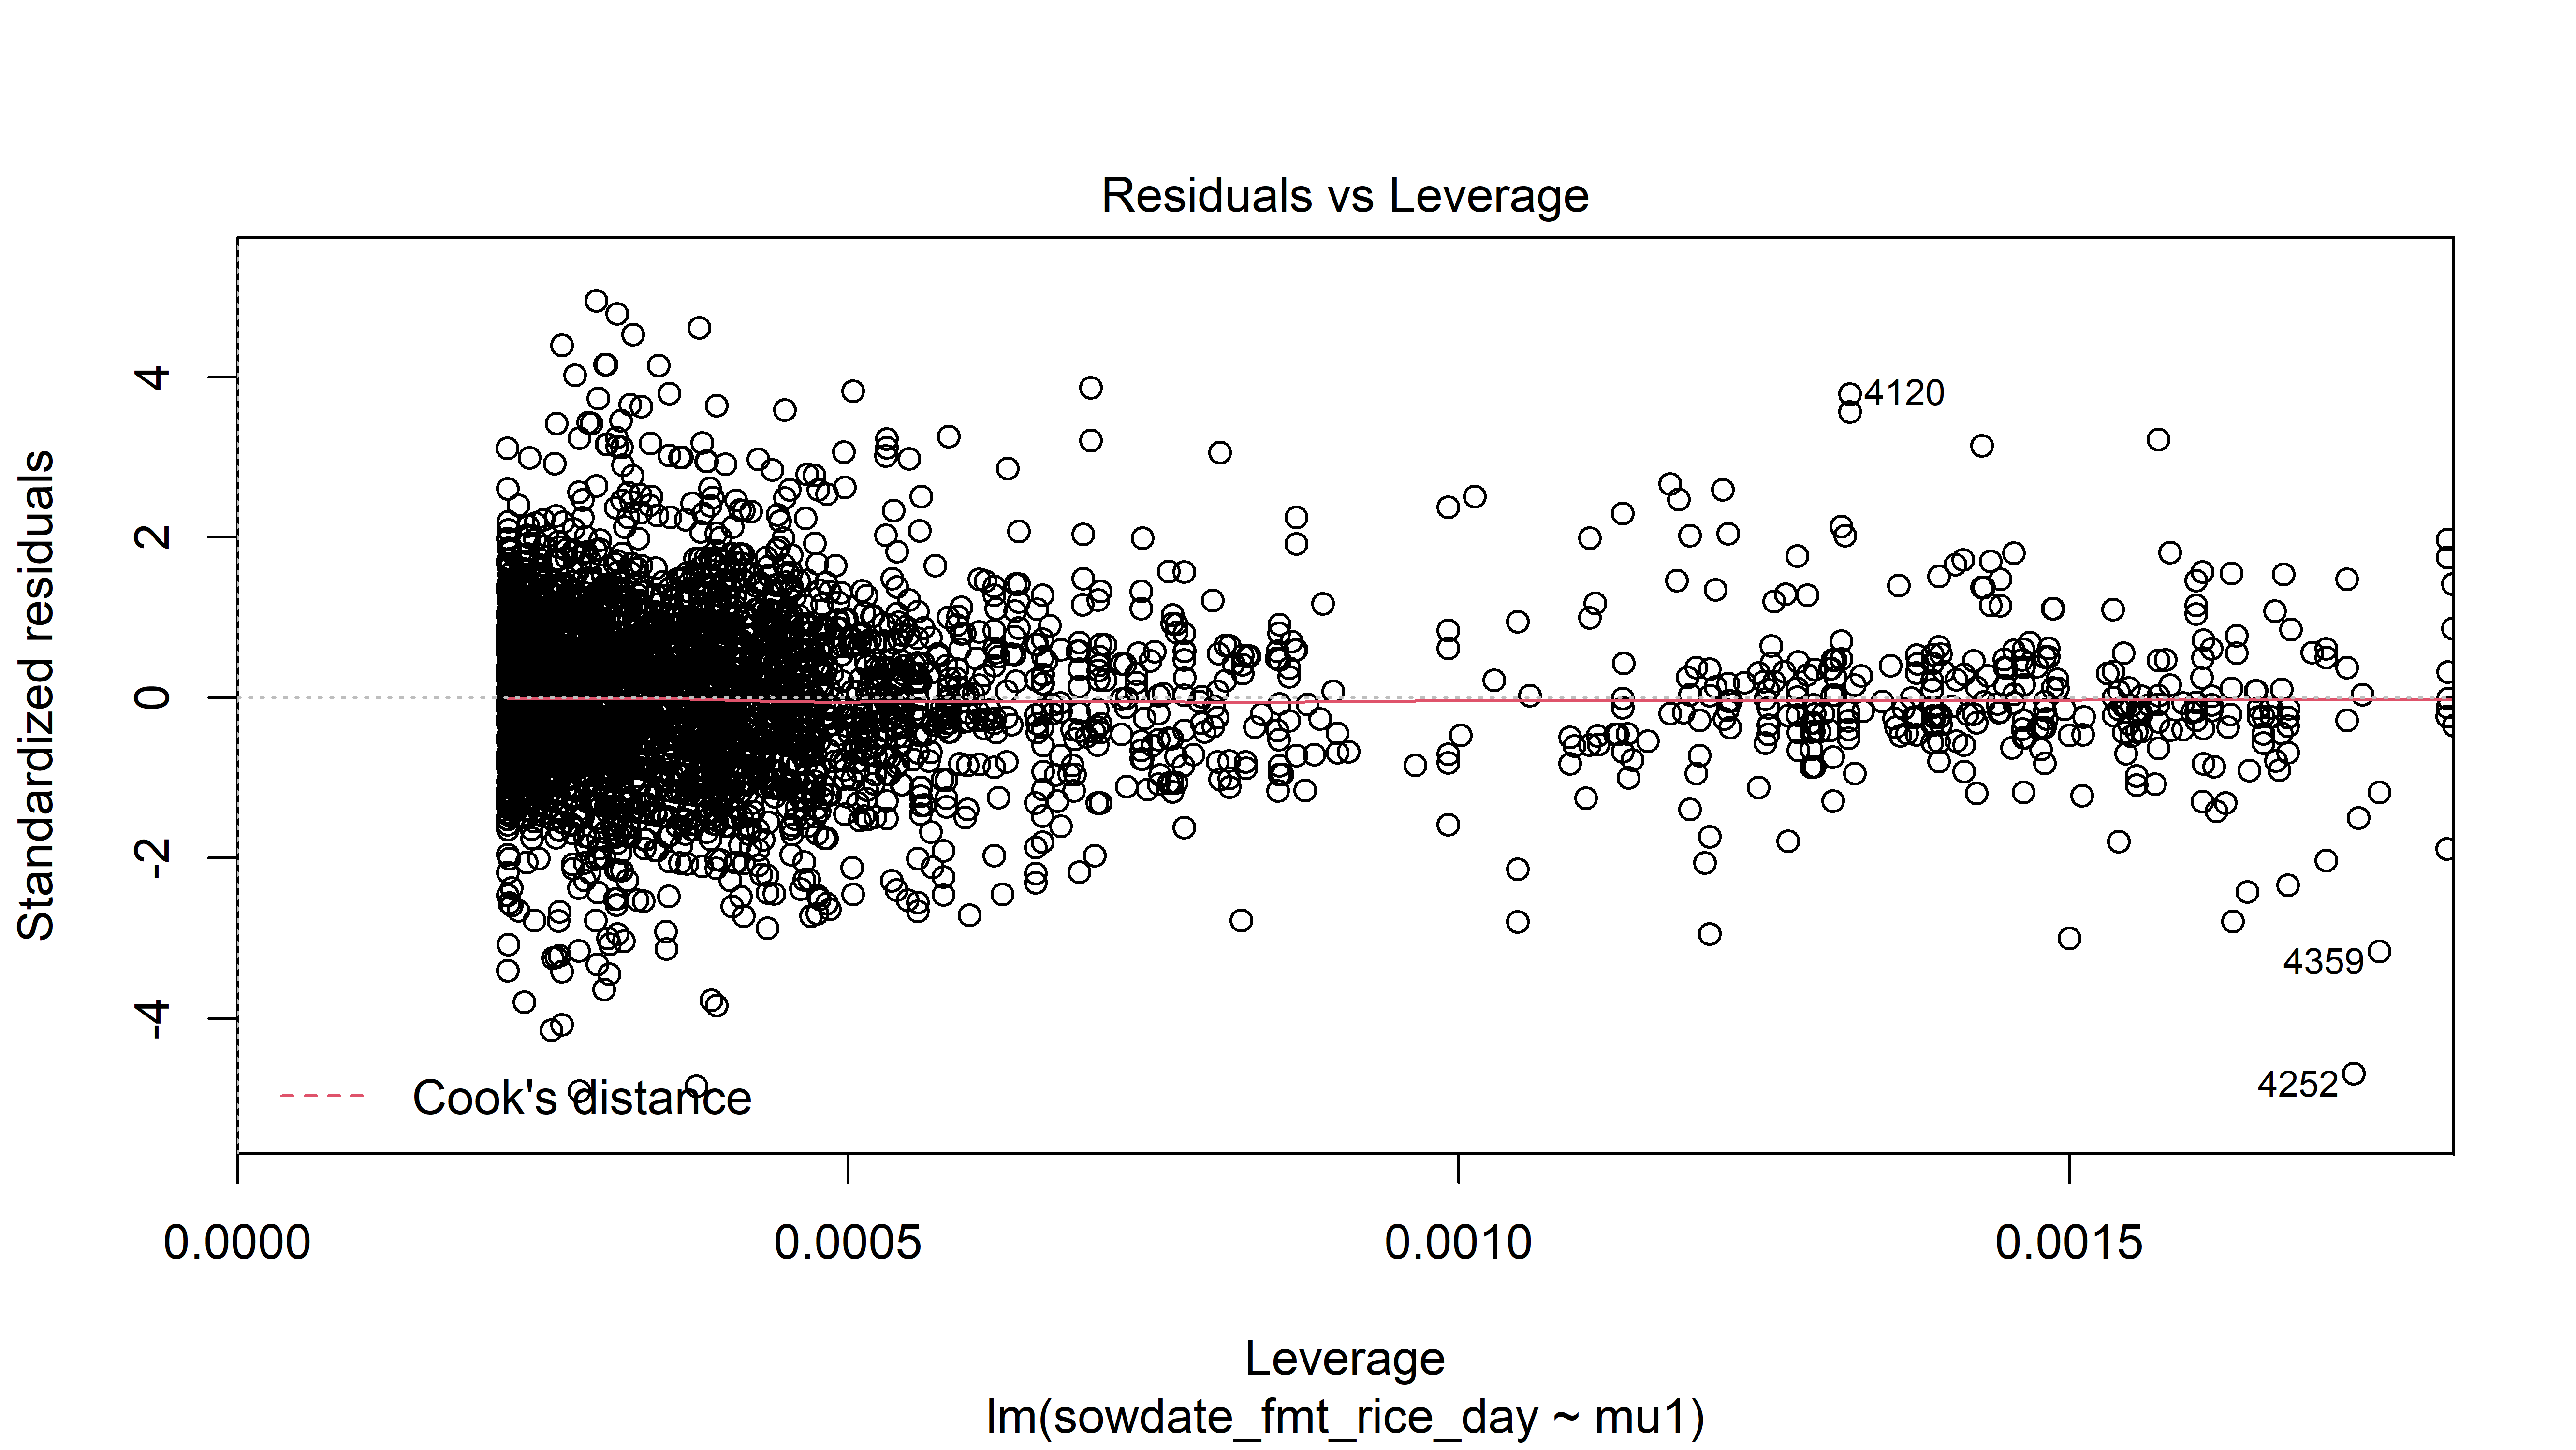 Residuals vs Leverage
Standardized residuals
4
2
0
-2
-4
4120
4359
4252
Cook's distance
0.0000 0.0005 0.0010 0.0015
Leverage
lm(sowdate_fmt_rice_day ~ mu1)